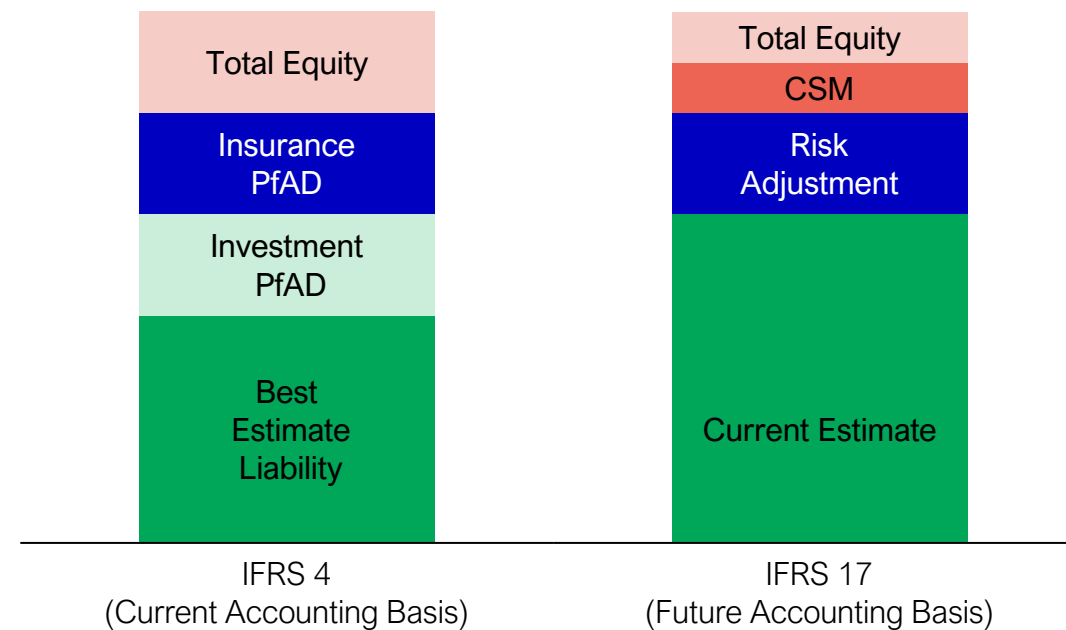 Total Equity
Insurance
PfAD
Investment
PfAD
Best
Estimate
Liability
IFRS 4
(Current Accounting Basis)
Total Equity
CSM
Risk
Adjustment
Current Estimate
IFRS 17
(Future Accounting Basis)